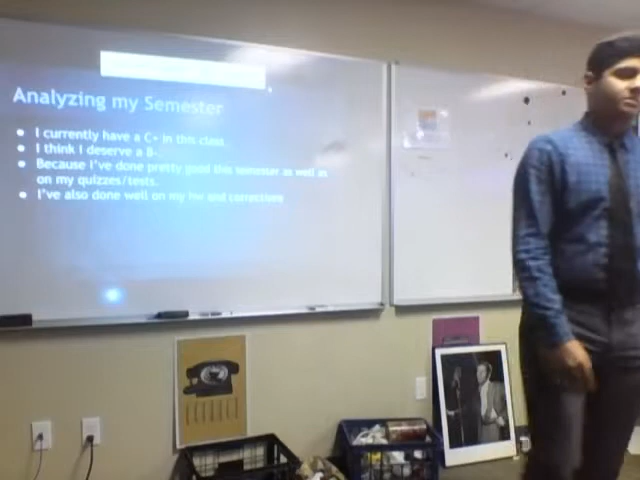 Analyzing my Semester
● I currently have a C+ in this class.
● I think I deserve a B-.
● Because I've done pretty good this semester as well as
on my quizzes/tests.
● I've also done well on my hw and corrections